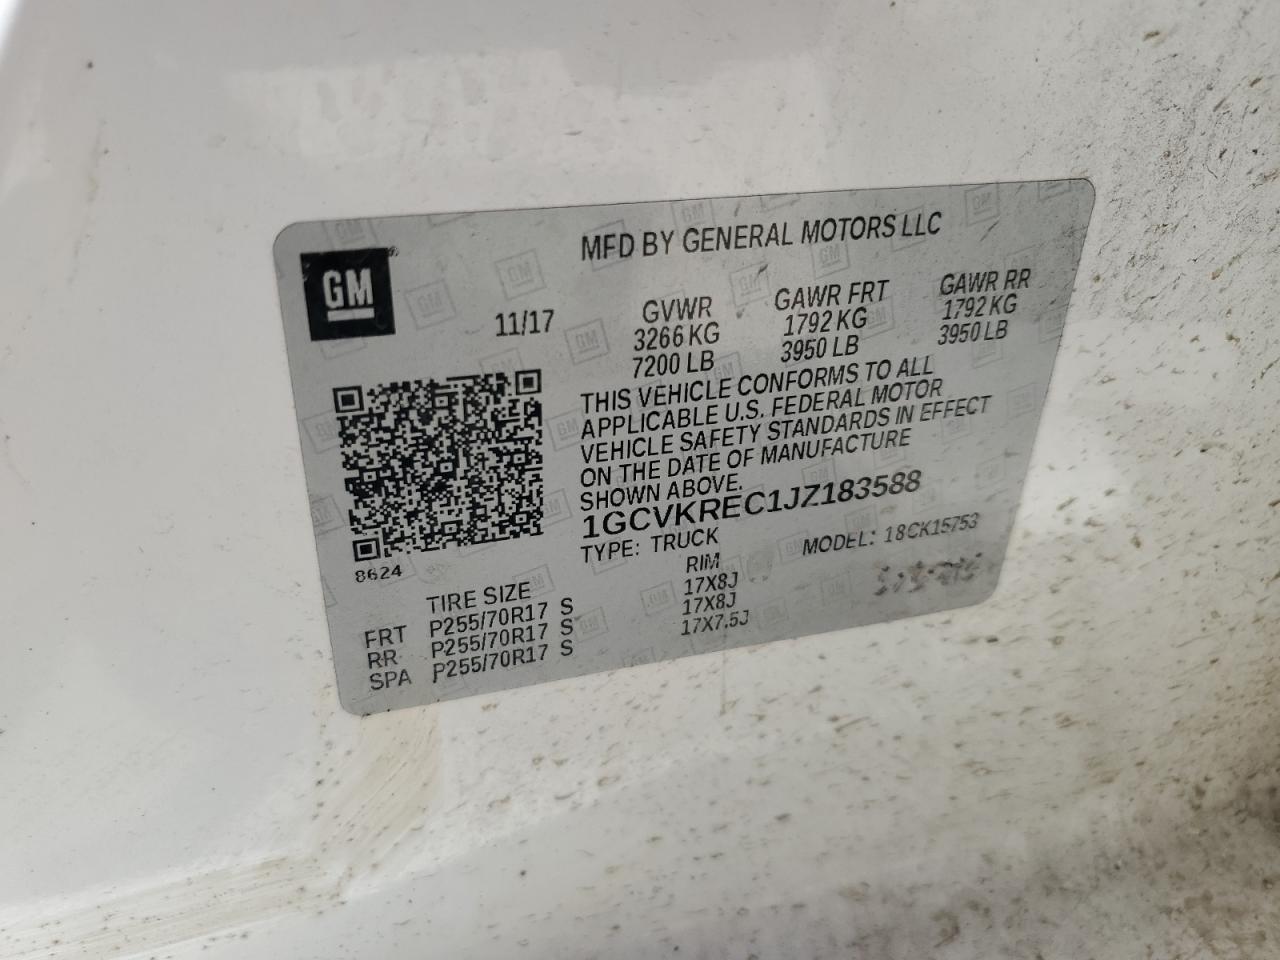 GM
MFD BY GENERAL MOTORS LLC
11/17
GVWR GAWR FRT GAWR RR
3266 KG 1792 KG 1792 KG
7200 LB 3950 LB 3950 LB
THIS VEHICLE CONFORMS TO ALL
APPLICABLE U.S. FEDERAL MOTOR
VEHICLE SAFETY STANDARDS IN EFFECT
ON THE DATE OF MANUFACTURE
SHOWN ABOVE.
1GCVKREC1JZ183588
TYPE: TRUCK MODEL: 18CK15753
8624
TIRE SIZE RIM
FRT P255/70R17 S 17X8J
RR P255/70R17 S 17X8J
SPA P255/70R17 S 17X7.5J